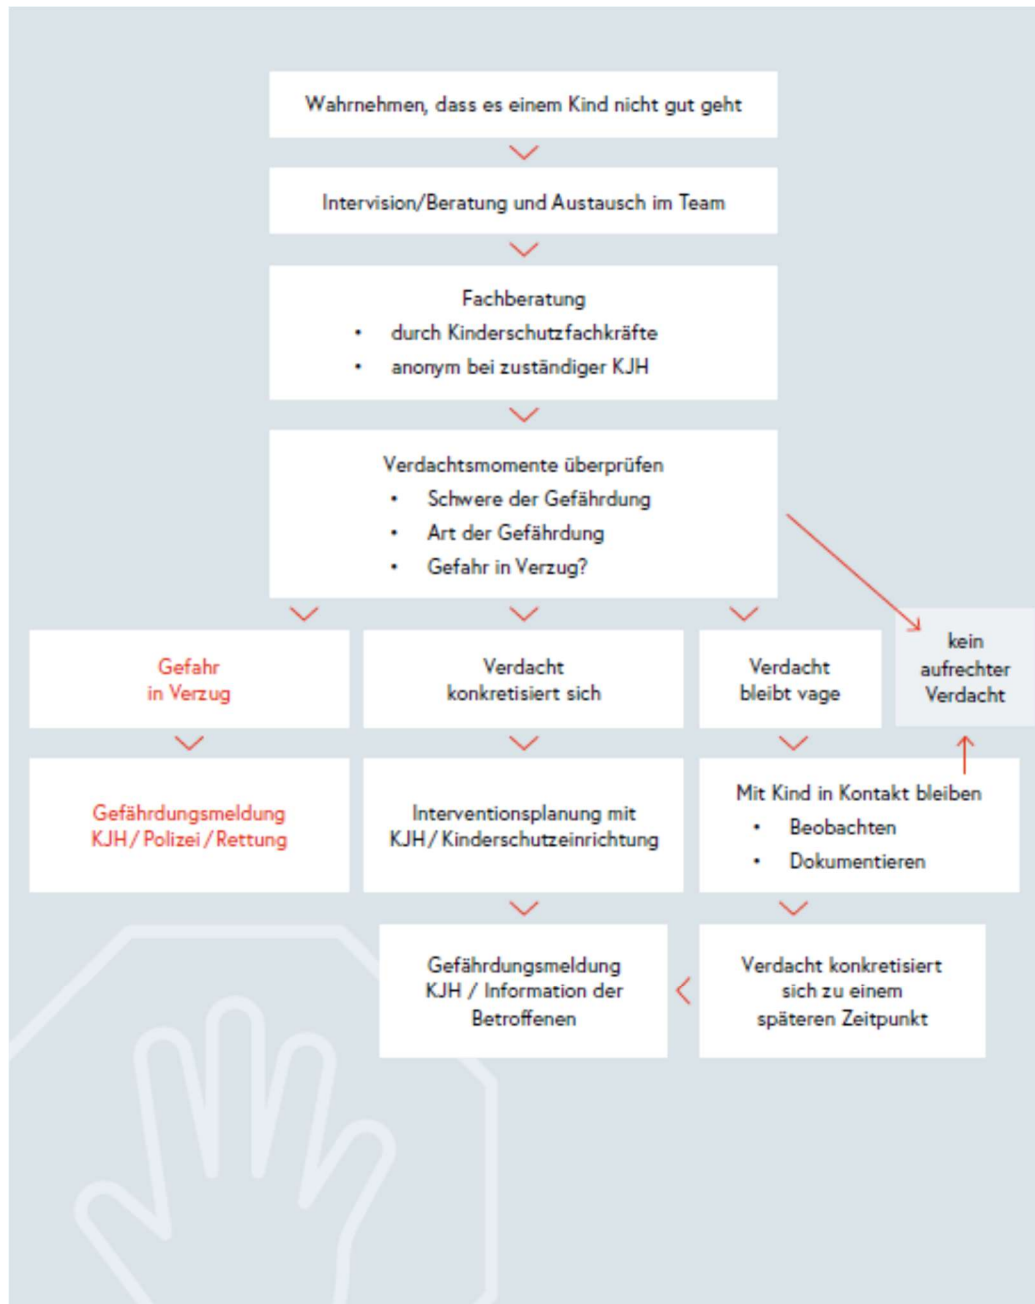 Wahrnehmen, dass es einem Kind nicht gut geht
Intervision/Beratung und Austausch im Team
Fachberatung
• durch Kinderschutzfachkräfte
• anonym bei zuständiger KJH
Verdachtsmomente überprüfen
• Schwere der Gefährdung
• Art der Gefährdung
• Gefahr in Verzug?
Gefahr
in Verzug
Verdacht
konkretisiert sich
Verdacht
bleibt vage
kein
aufrechter
Verdacht
Gefährdungsmeldung
KJH / Polizei / Rettung
Interventionsplanung mit
KJH / Kinderschutzeinrichtung
Mit Kind in Kontakt bleiben
• Beobachten
• Dokumentieren
Gefährdungsmeldung
KJH / Information der
Betroffenen
Verdacht konkretisiert
sich zu einem
späteren Zeitpunkt